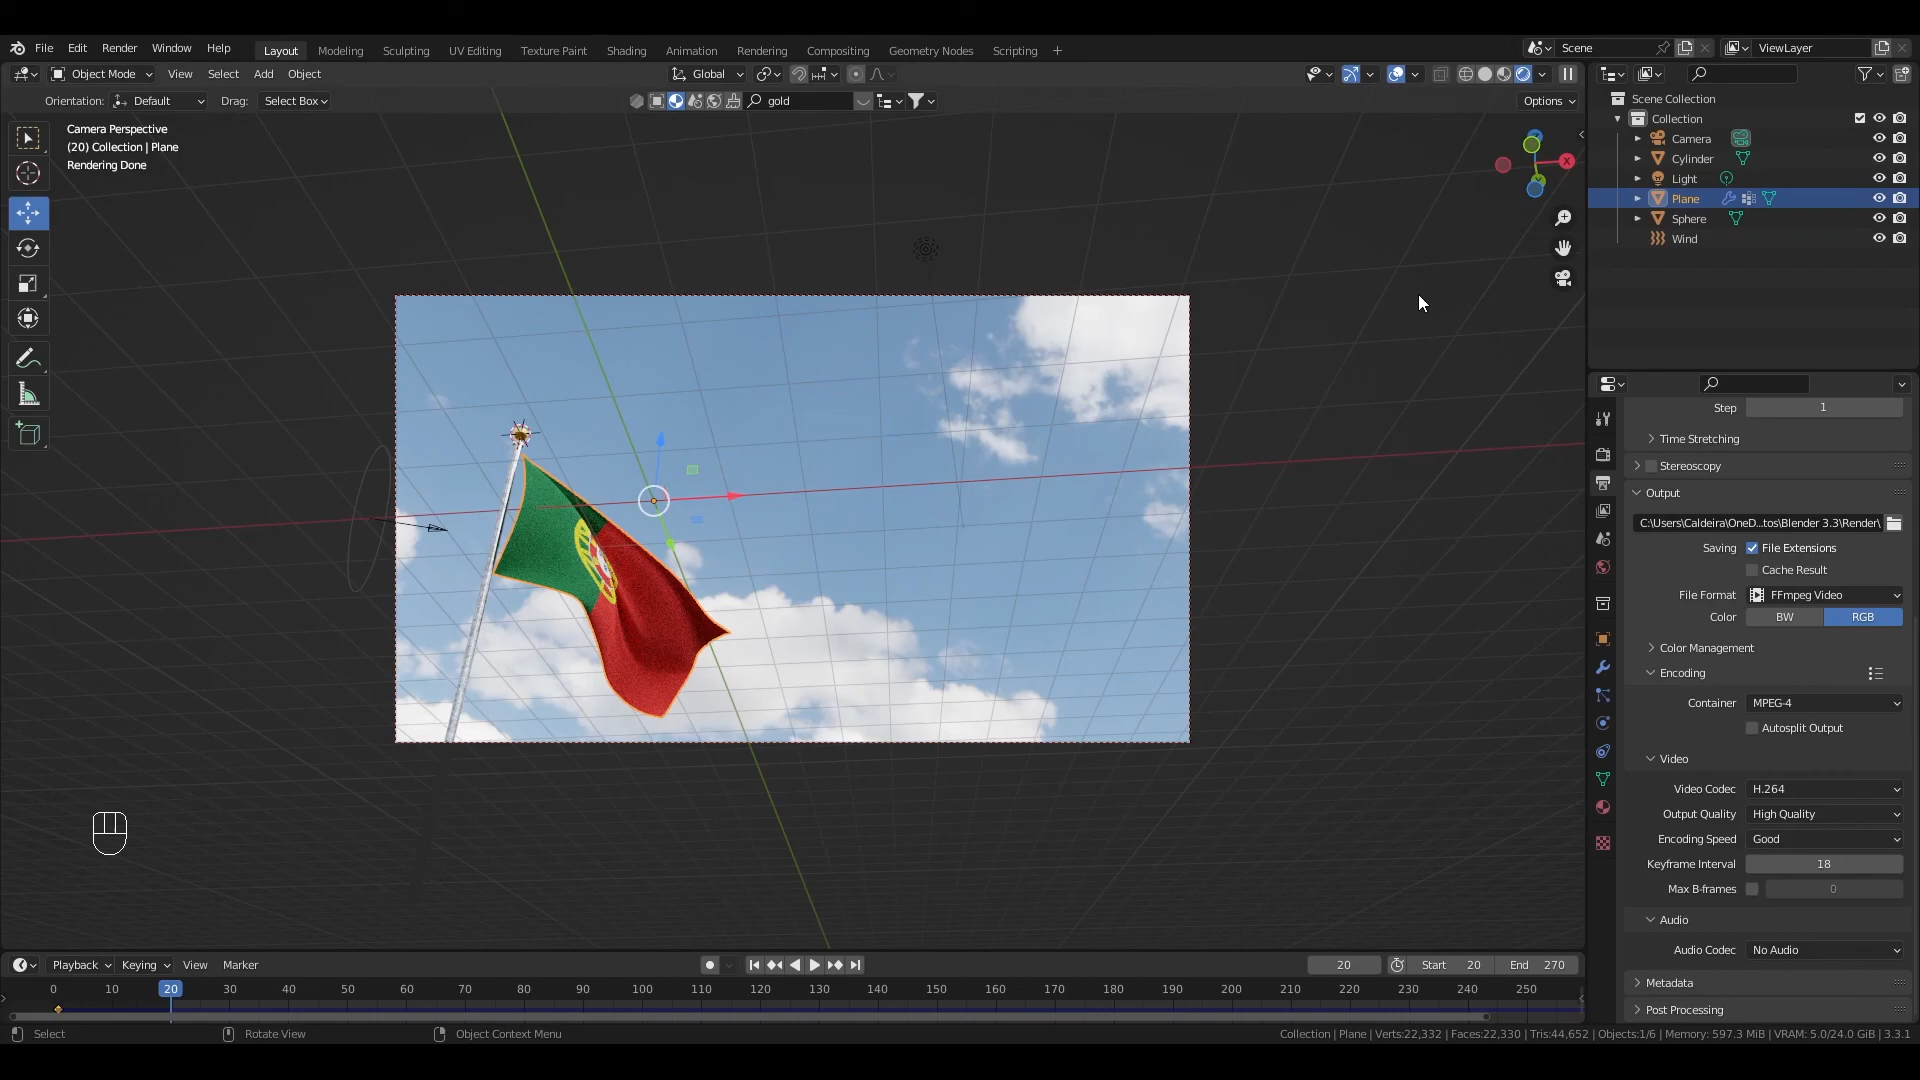 File Edit Render Window Help Layout Modeling Sculpting UV Editing Texture Paint Shading Animation Rendering Compositing Geometry Nodes Scripting + Scene ViewLayer
Object Mode View Select Add Object Global
Orientation: Default Drag: Select Box gold Options
Camera Perspective
(20) Collection | Plane
Rendering Done
X
Scene Collection
Collection
Camera
Cylinder
Light
Plane
Sphere
Wind
Step 1
Time Stretching
Stereoscopy
Output
C:\Users\Caldeira\OneD...tos\Blender 3.3\Render\
Saving File Extensions
Cache Result
File Format FFmpeg Video
Color BW RGB
Color Management
Encoding
Container MPEG-4
Autosplit Output
Video
Video Codec H.264
Output Quality High Quality
Encoding Speed Good
Keyframe Interval 18
Max B-frames 0
Audio
Audio Codec No Audio
Metadata
Post Processing
Playback Keying View Marker 20 Start 20 End 270
0 10 20 30 40 50 60 70 80 90 100 110 120 130 140 150 160 170 180 190 200 210 220 230 240 250
Select Rotate View Object Context Menu Collection | Plane | Verts:22,332 | Faces:22,330 | Tris:44,652 | Objects:1/6 | Memory: 597.3 MiB | VRAM: 5.0/24.0 GiB | 3.3.1